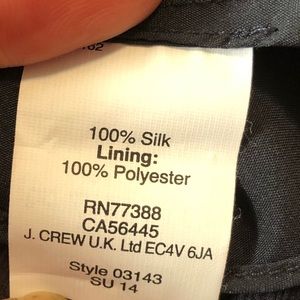 100% Silk
Lining:
100% Polyester
RN77388
CA56445
J. CREW U.K. Ltd EC4V 6JA
Style 03143
SU 14